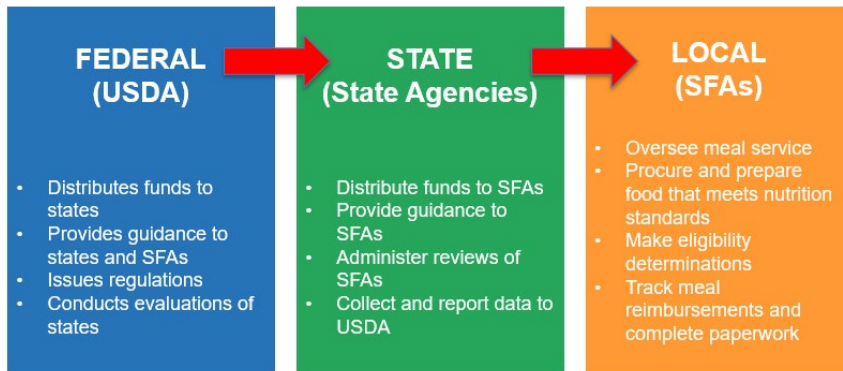 FEDERAL
(USDA)
• Distributes funds to
states
• Provides guidance to
states and SFAs
• Issues regulations
• Conducts evaluations of
states
STATE
(State Agencies)
• Distribute funds to SFAs
• Provide guidance to
SFAs
• Administer reviews of
SFAs
• Collect and report data to
USDA
LOCAL
(SFAs)
• Oversee meal service
• Procure and prepare
food that meets nutrition
standards
• Make eligibility
determinations
• Track meal
reimbursements and
complete paperwork